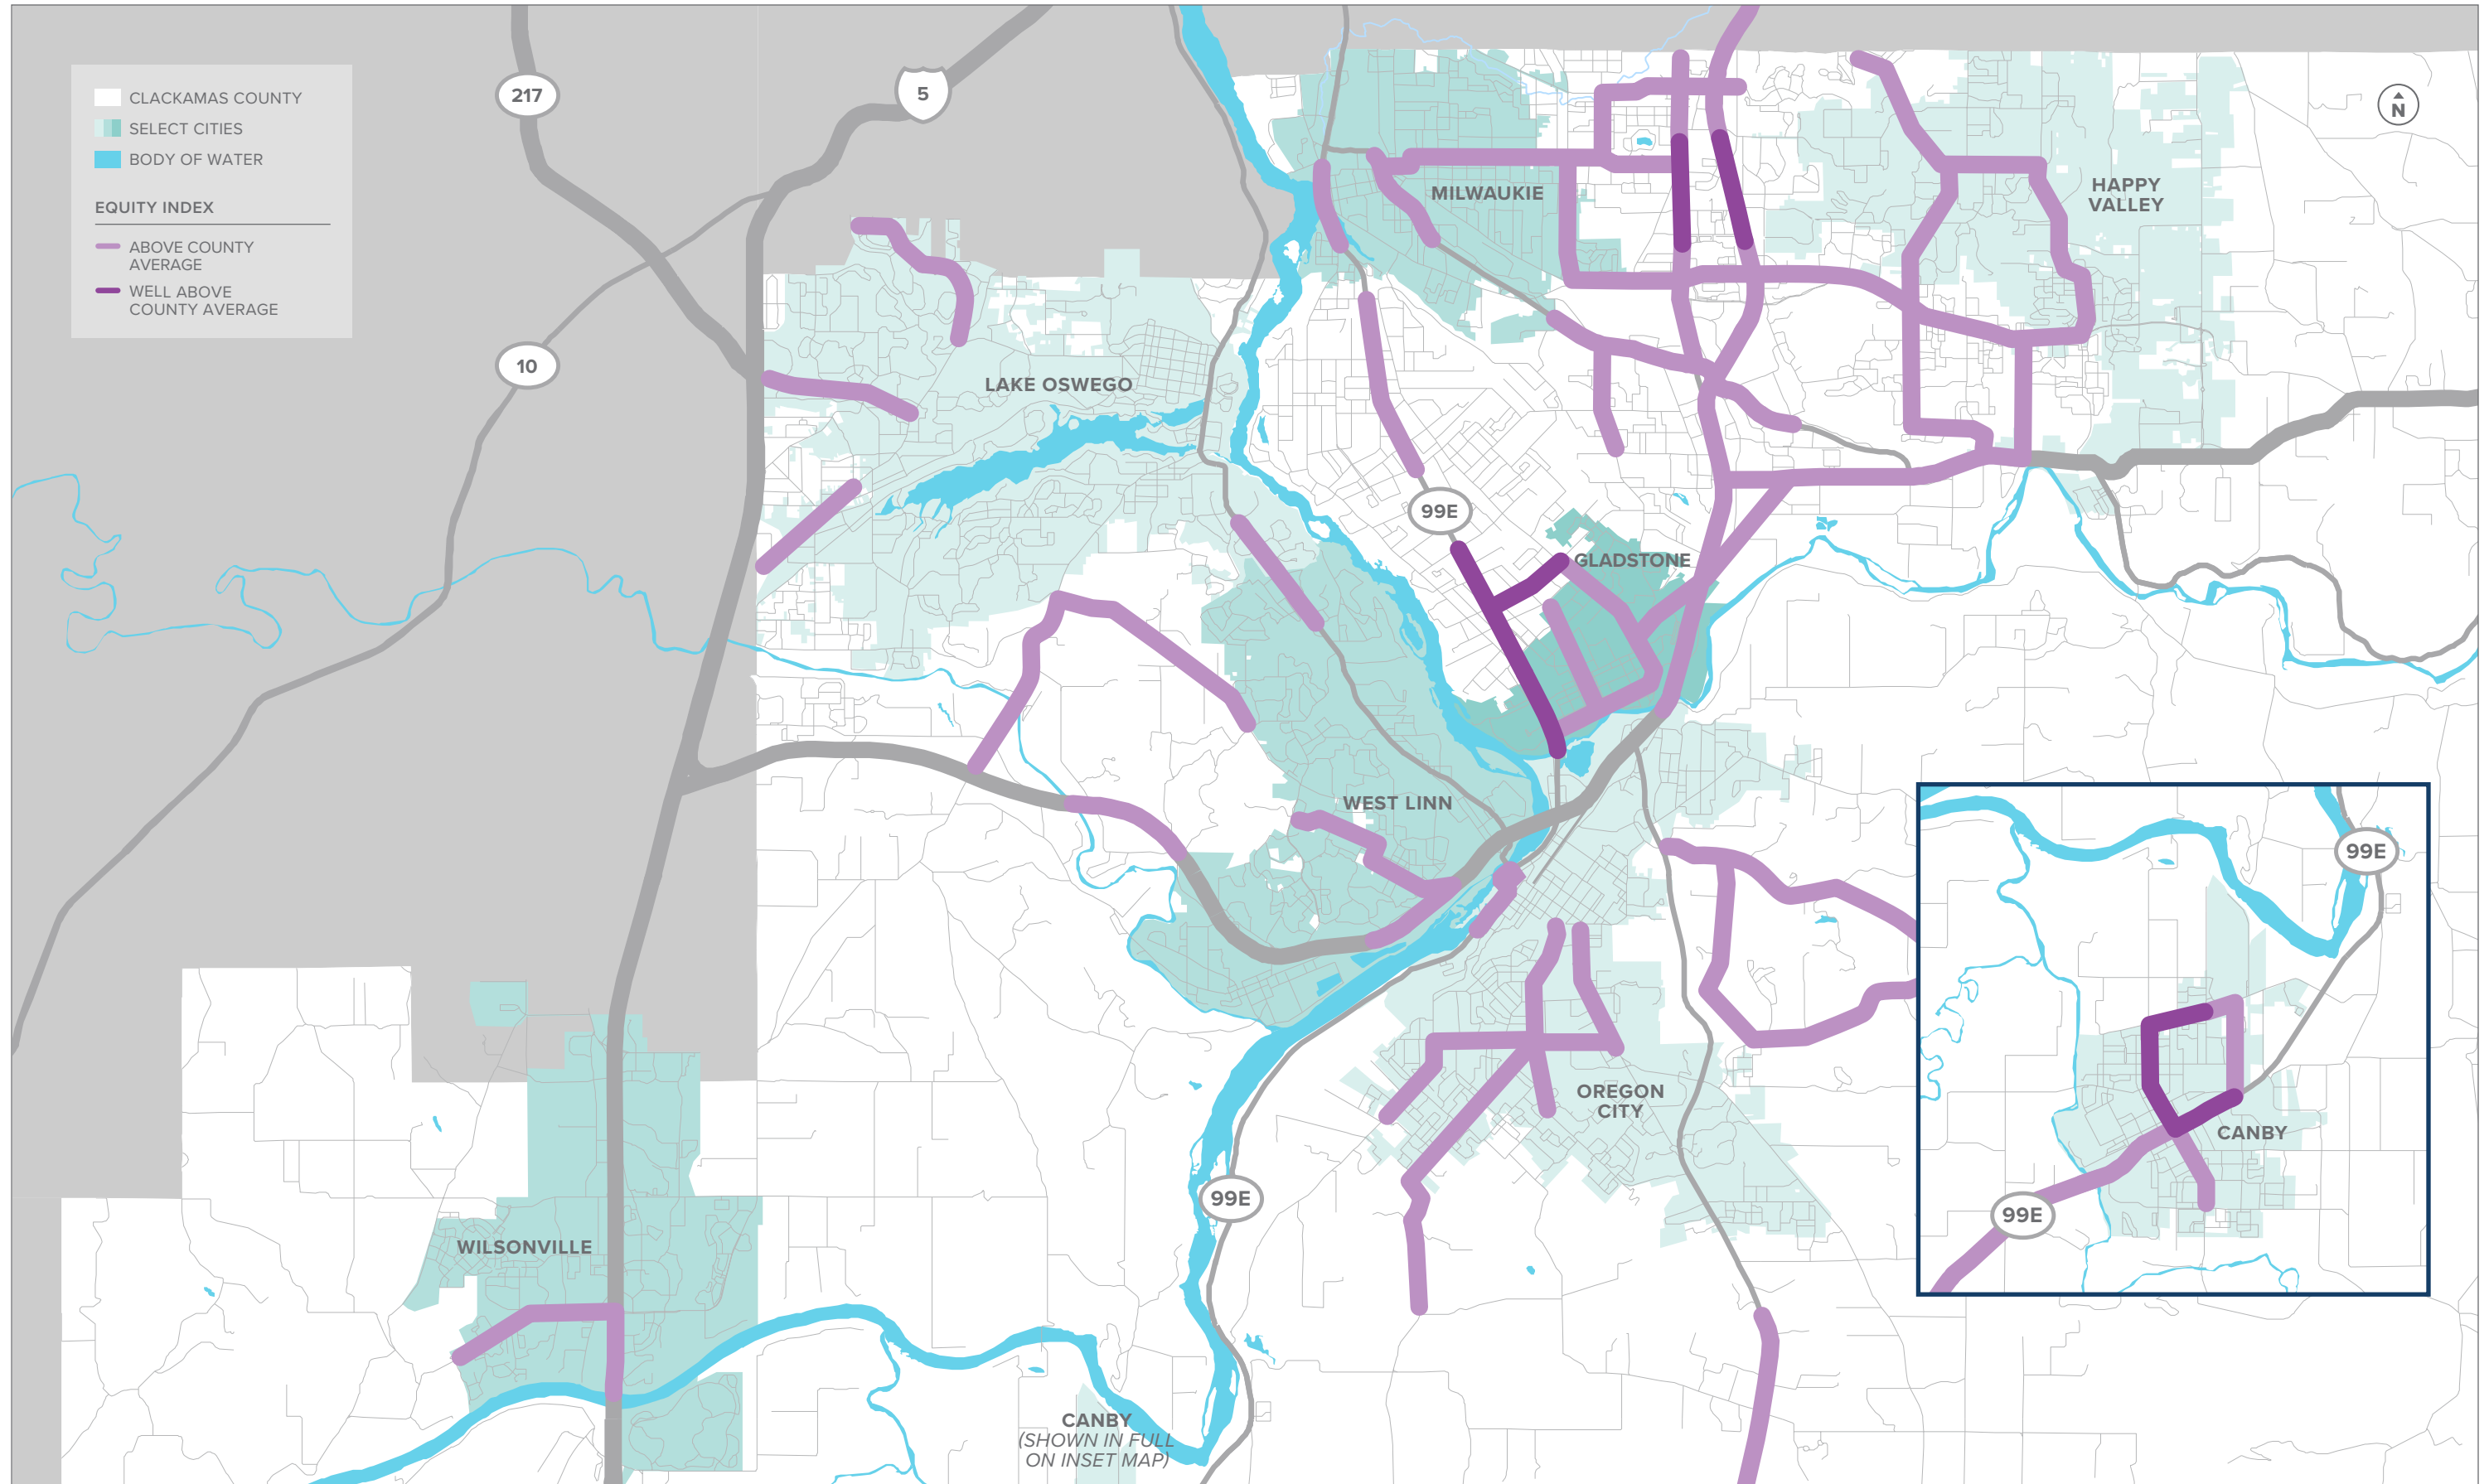 CLACKAMAS COUNTY
SELECT CITIES
BODY OF WATER
EQUITY INDEX
ABOVE COUNTY
AVERAGE
WELL ABOVE
COUNTY AVERAGE
217
5
N
MILWAUKIE
HAPPY
VALLEY
10
LAKE OSWEGO
99E
GLADSTONE
WEST LINN
99E
OREGON
CITY
CANBY
99E
99E
WILSONVILLE
CANBY
(SHOWN IN FULL
ON INSET MAP)